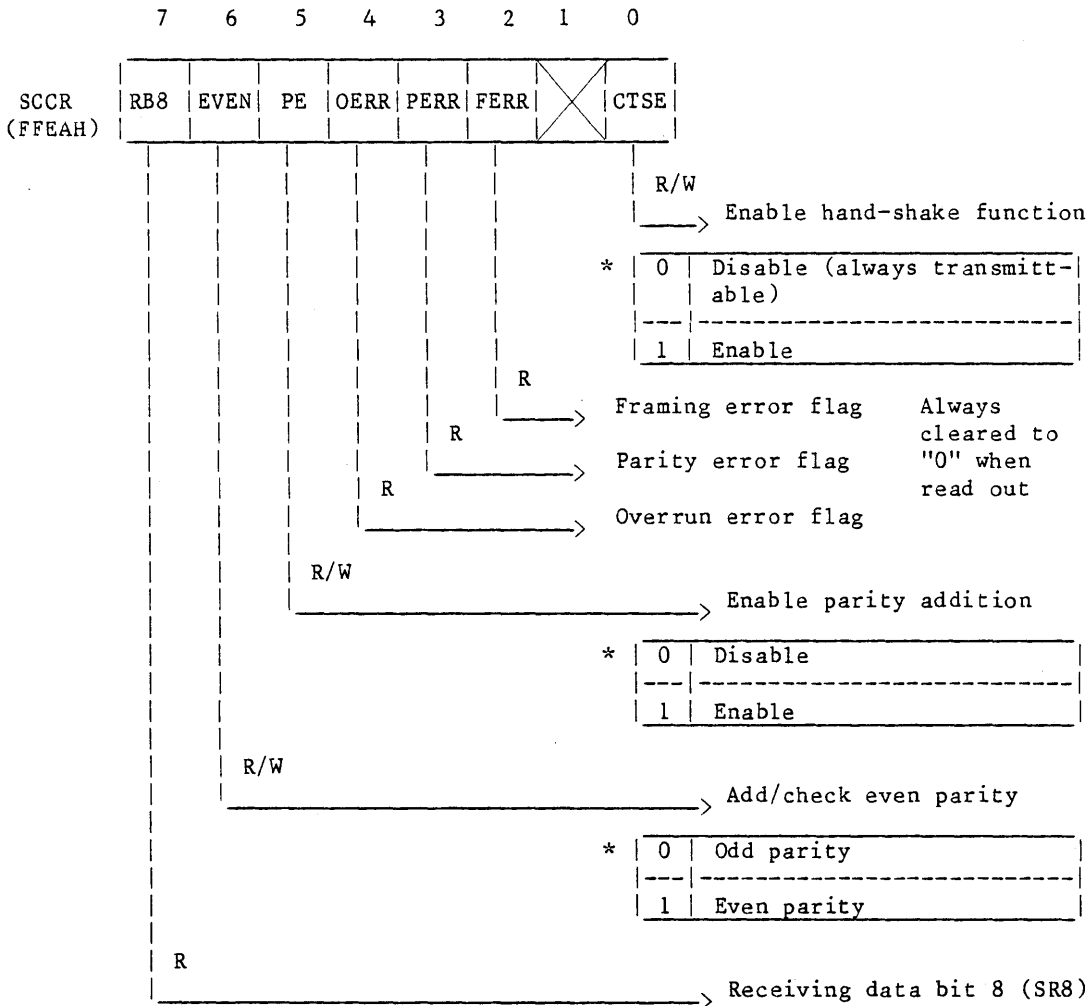 7 6 5 4 3 2 1 0
SCCR RB8 EVEN PE OERR PERR FERR CTSE
(FFEAH)
R/W
Enable hand-shake function
* 0 Disable (always transmitt-
able)
1 Enable
R
Framing error flag Always
R cleared to
Parity error flag "0" when
R read out
Overrun error flag
R/W
Enable parity addition
* 0 Disable
1 Enable
R/W
Add/check even parity
* 0 Odd parity
1 Even parity
R
Receiving data bit 8 (SR8)